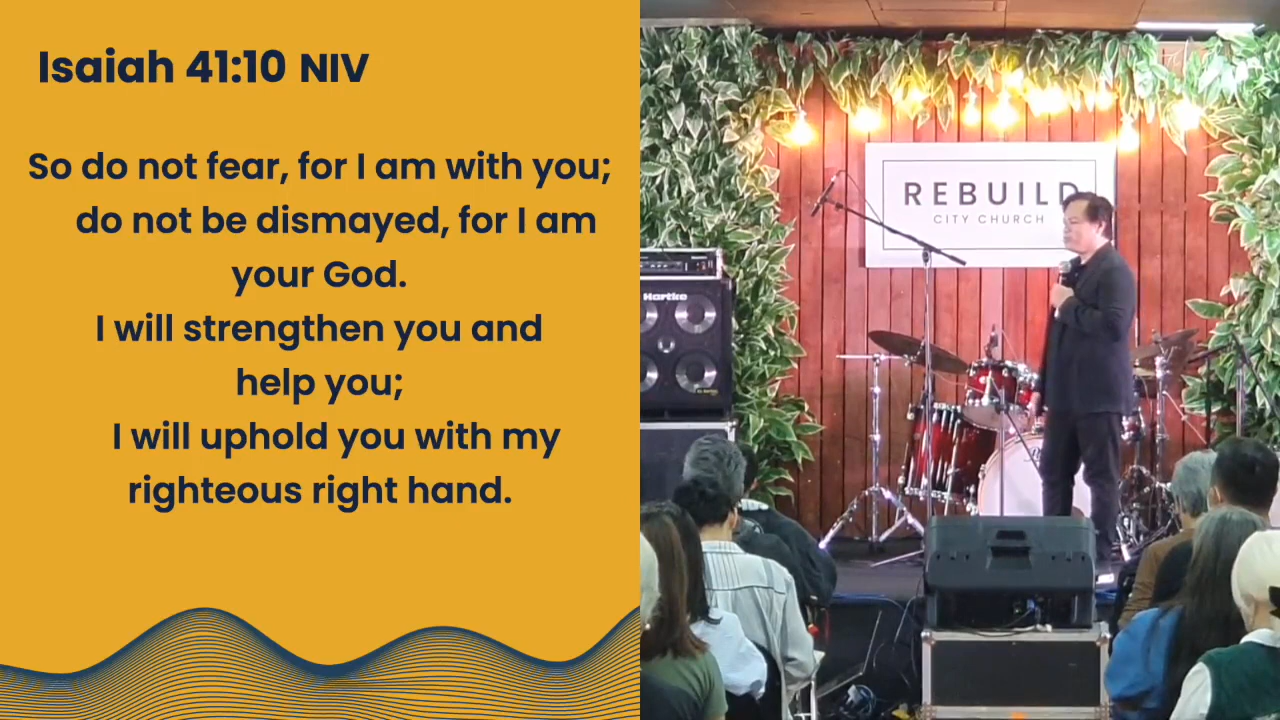 Isaiah 41:10 NIV
So do not fear, for I am with you;
do not be dismayed, for I am
your God.
I will strengthen you and
help you;
I will uphold you with my
righteous right hand.
REBUILD
CITY CHURCH
Hartke